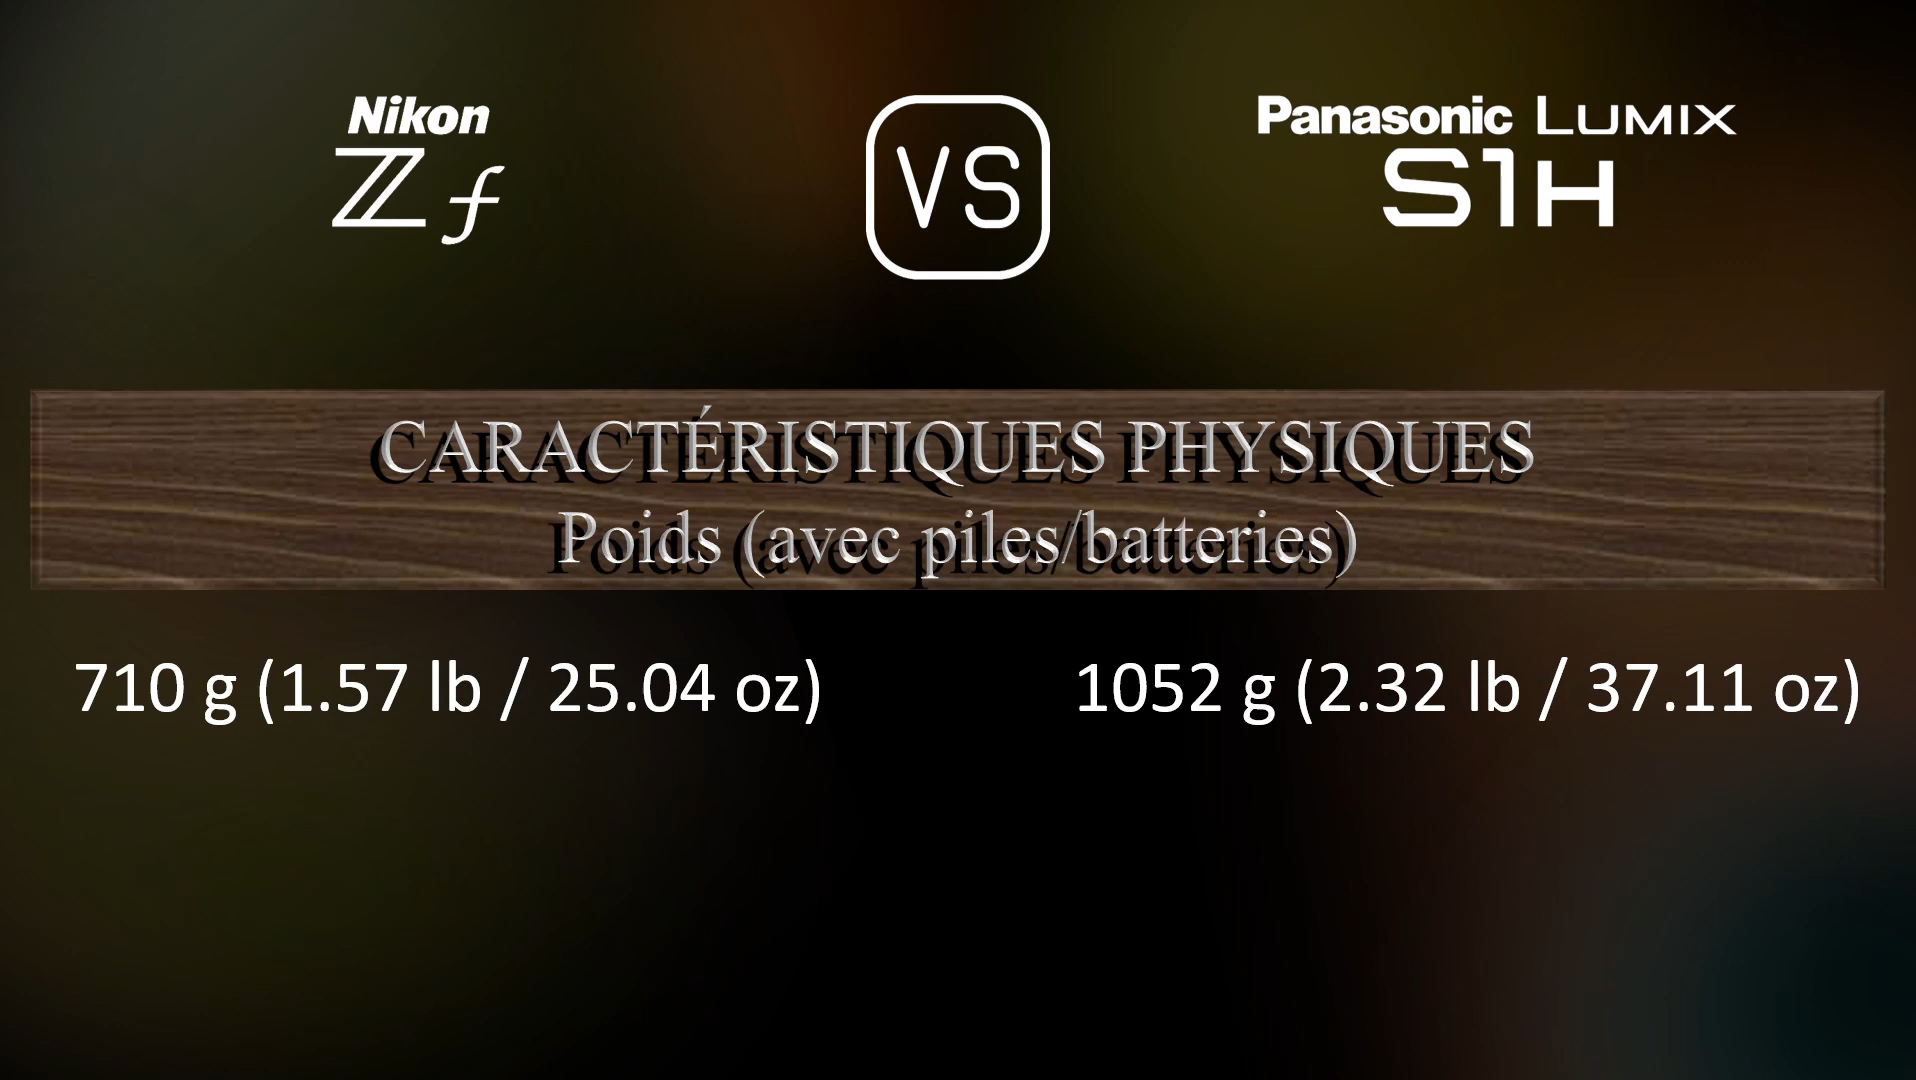 Nikon
Z f
VS
Panasonic LUMIX
S1H
CARACTÉRISTIQUES PHYSIQUES
Poids (avec piles/batteries)
710 g (1.57 lb / 25.04 oz)
1052 g (2.32 lb / 37.11 oz)